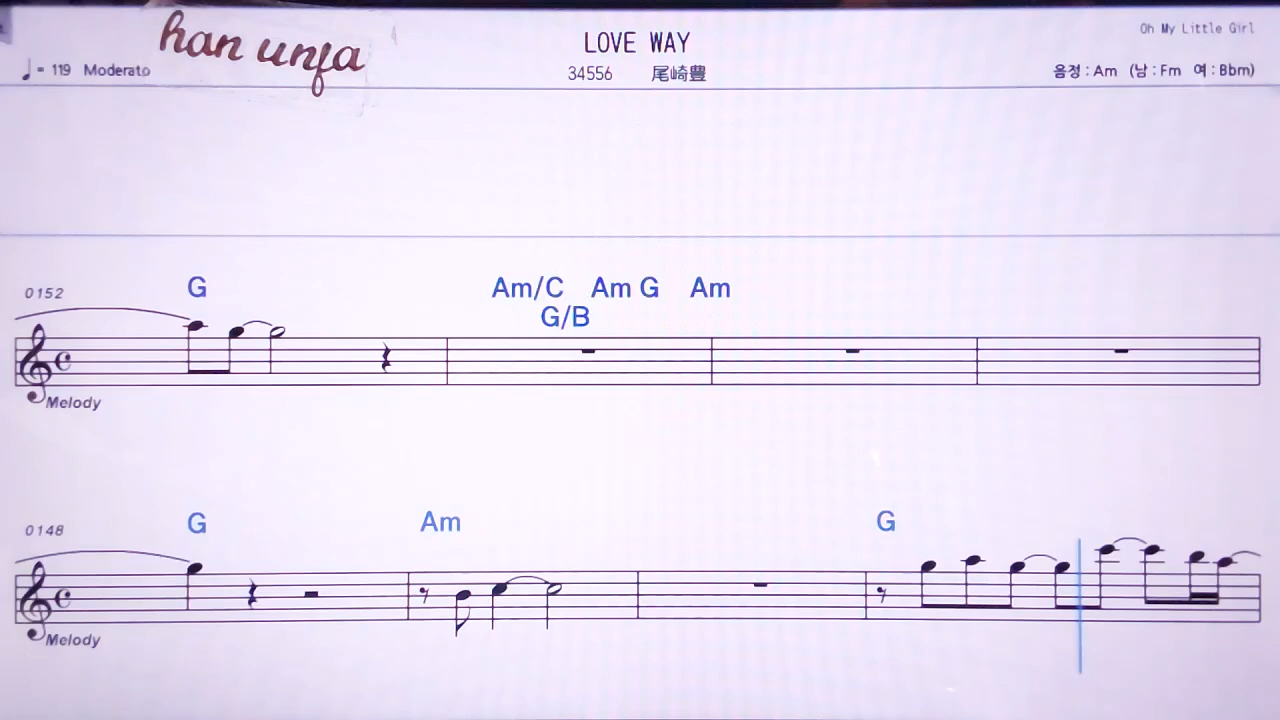 han unfa
LOVE WAY
Oh My Little Girl
♩= 119 Moderato
34556 尾崎豊
음정 : Am (남 : Fm 여 : Bbm)
0152
G Am/C Am G Am
G/B
Melody
0148
G Am G
Melody